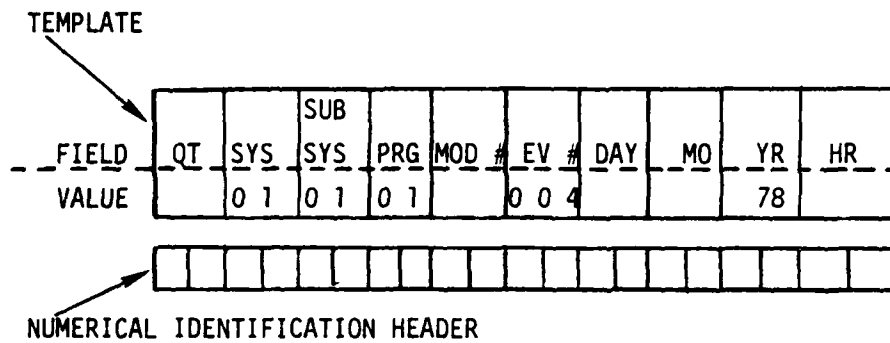 TEMPLATE
SUB
FIELD QT SYS SYS PRG MOD # EV # DAY MO YR HR
VALUE 0 1 0 1 0 1 0 0 4 78
NUMERICAL IDENTIFICATION HEADER